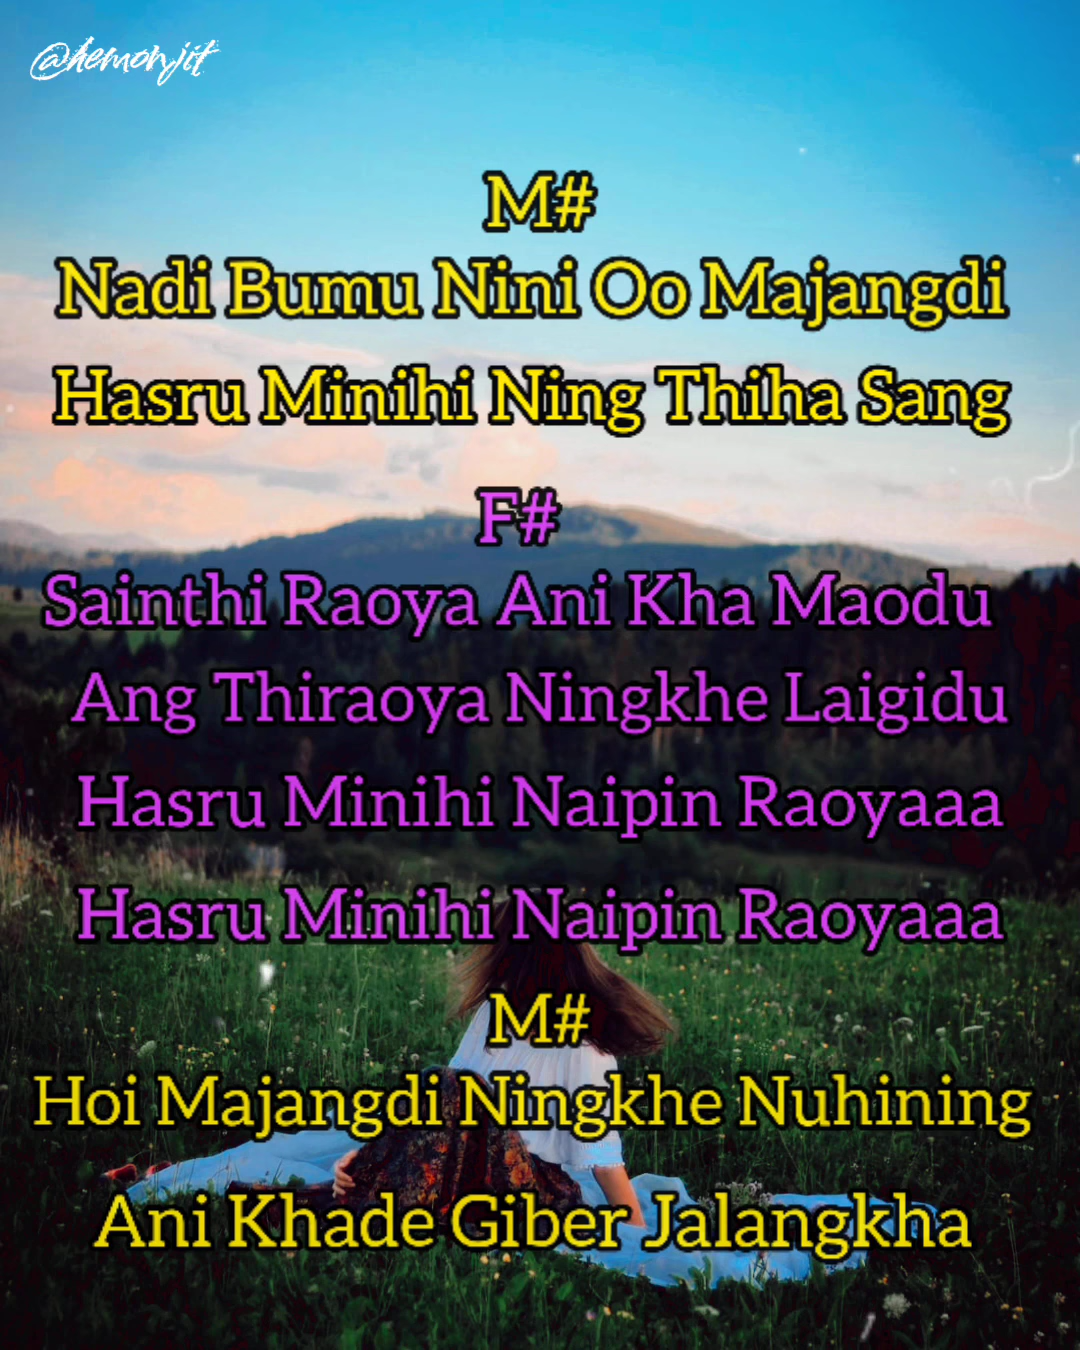 @hemonjit
M#
Nadi Bumu Nini Oo Majangdi
Hasru Minihi Ning Thiha Sang
F#
Sainthi Raoya Ani Kha Maodu
Ang Thiraoya Ningkhe Laigidu
Hasru Minihi Naipin Raoyaaa
Hasru Minihi Naipin Raoyaaa
M#
Hoi Majangdi Ningkhe Nuhining
Ani Khade Giber Jalangkha